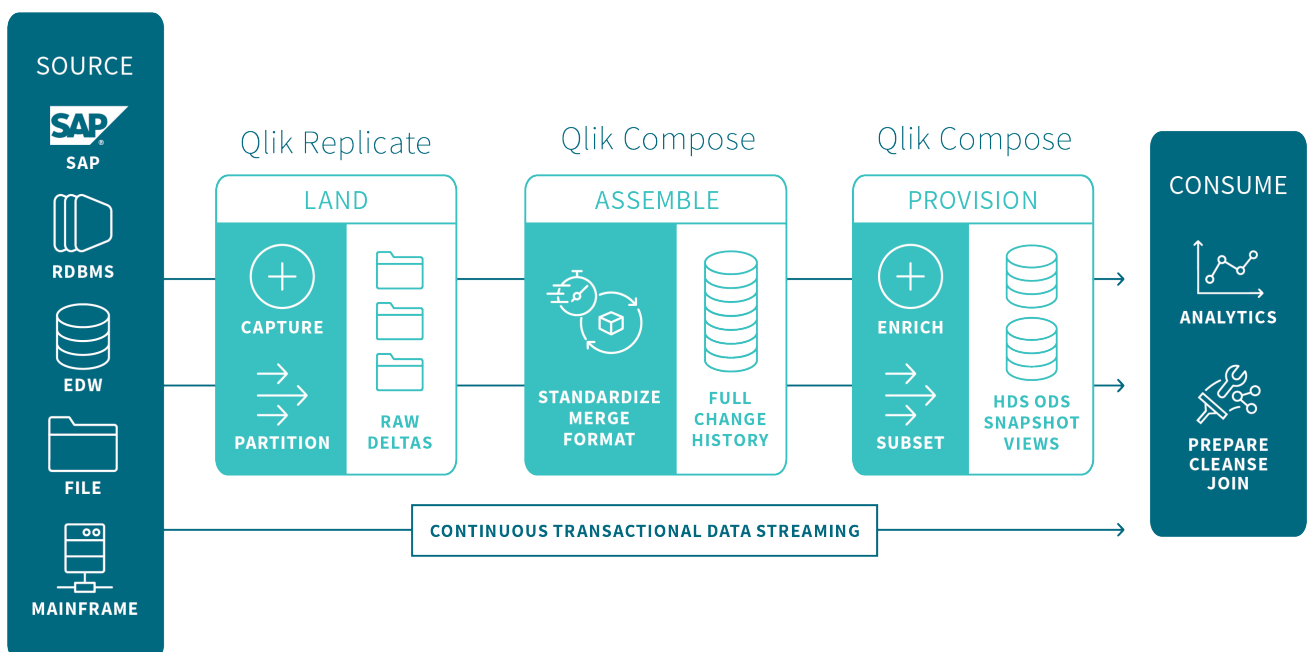 SOURCE
SAP
®
SAP
RDBMS
EDW
FILE
MAINFRAME
Qlik Replicate
LAND
CAPTURE
PARTITION
RAW
DELTAS
Qlik Compose
ASSEMBLE
STANDARDIZE
MERGE
FORMAT
FULL
CHANGE
HISTORY
Qlik Compose
PROVISION
ENRICH
SUBSET
HDS ODS
SNAPSHOT
VIEWS
CONTINUOUS TRANSACTIONAL DATA STREAMING
CONSUME
ANALYTICS
PREPARE
CLEANSE
JOIN